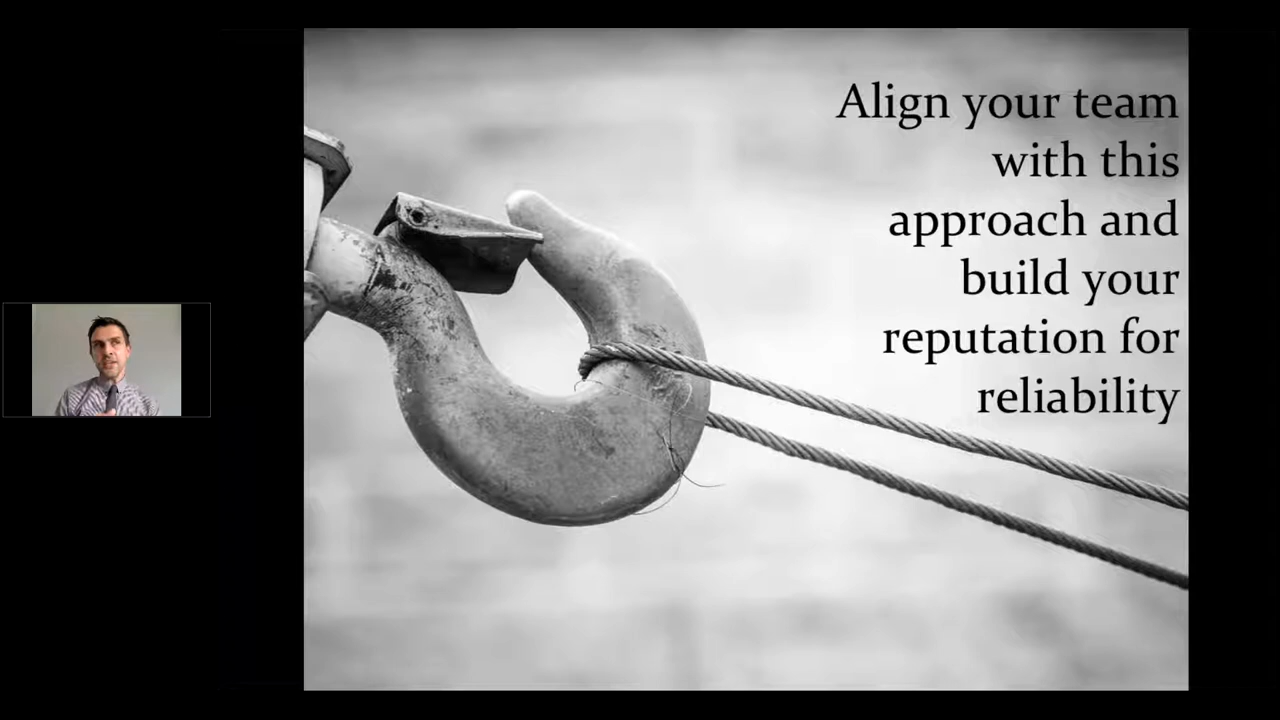 Align your team
with this
approach and
build your
reputation for
reliability